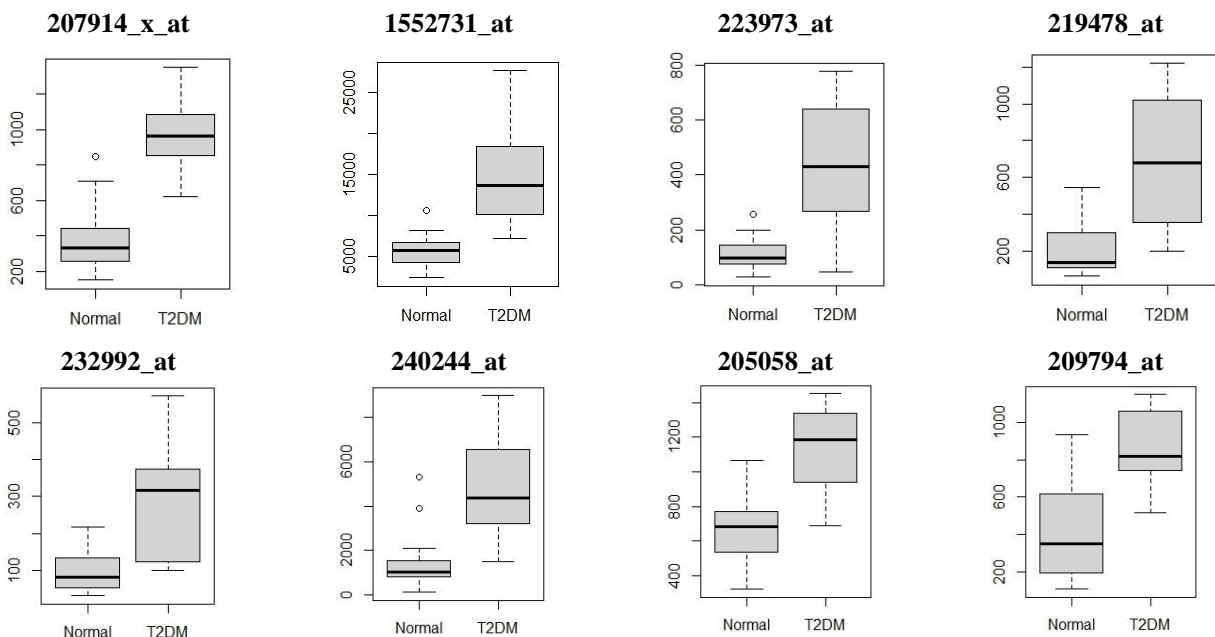 207914_x_at
1552731_at
223973_at
219478_at
200
600
1000
Normal
T2DM
5000
15000
25000
Normal
T2DM
0
200
400
600
800
Normal
T2DM
200
600
1000
Normal
T2DM
232992_at
240244_at
205058_at
209794_at
100
300
500
Normal
T2DM
0
2000
6000
Normal
T2DM
400
800
1200
Normal
T2DM
200
600
1000
Normal
T2DM